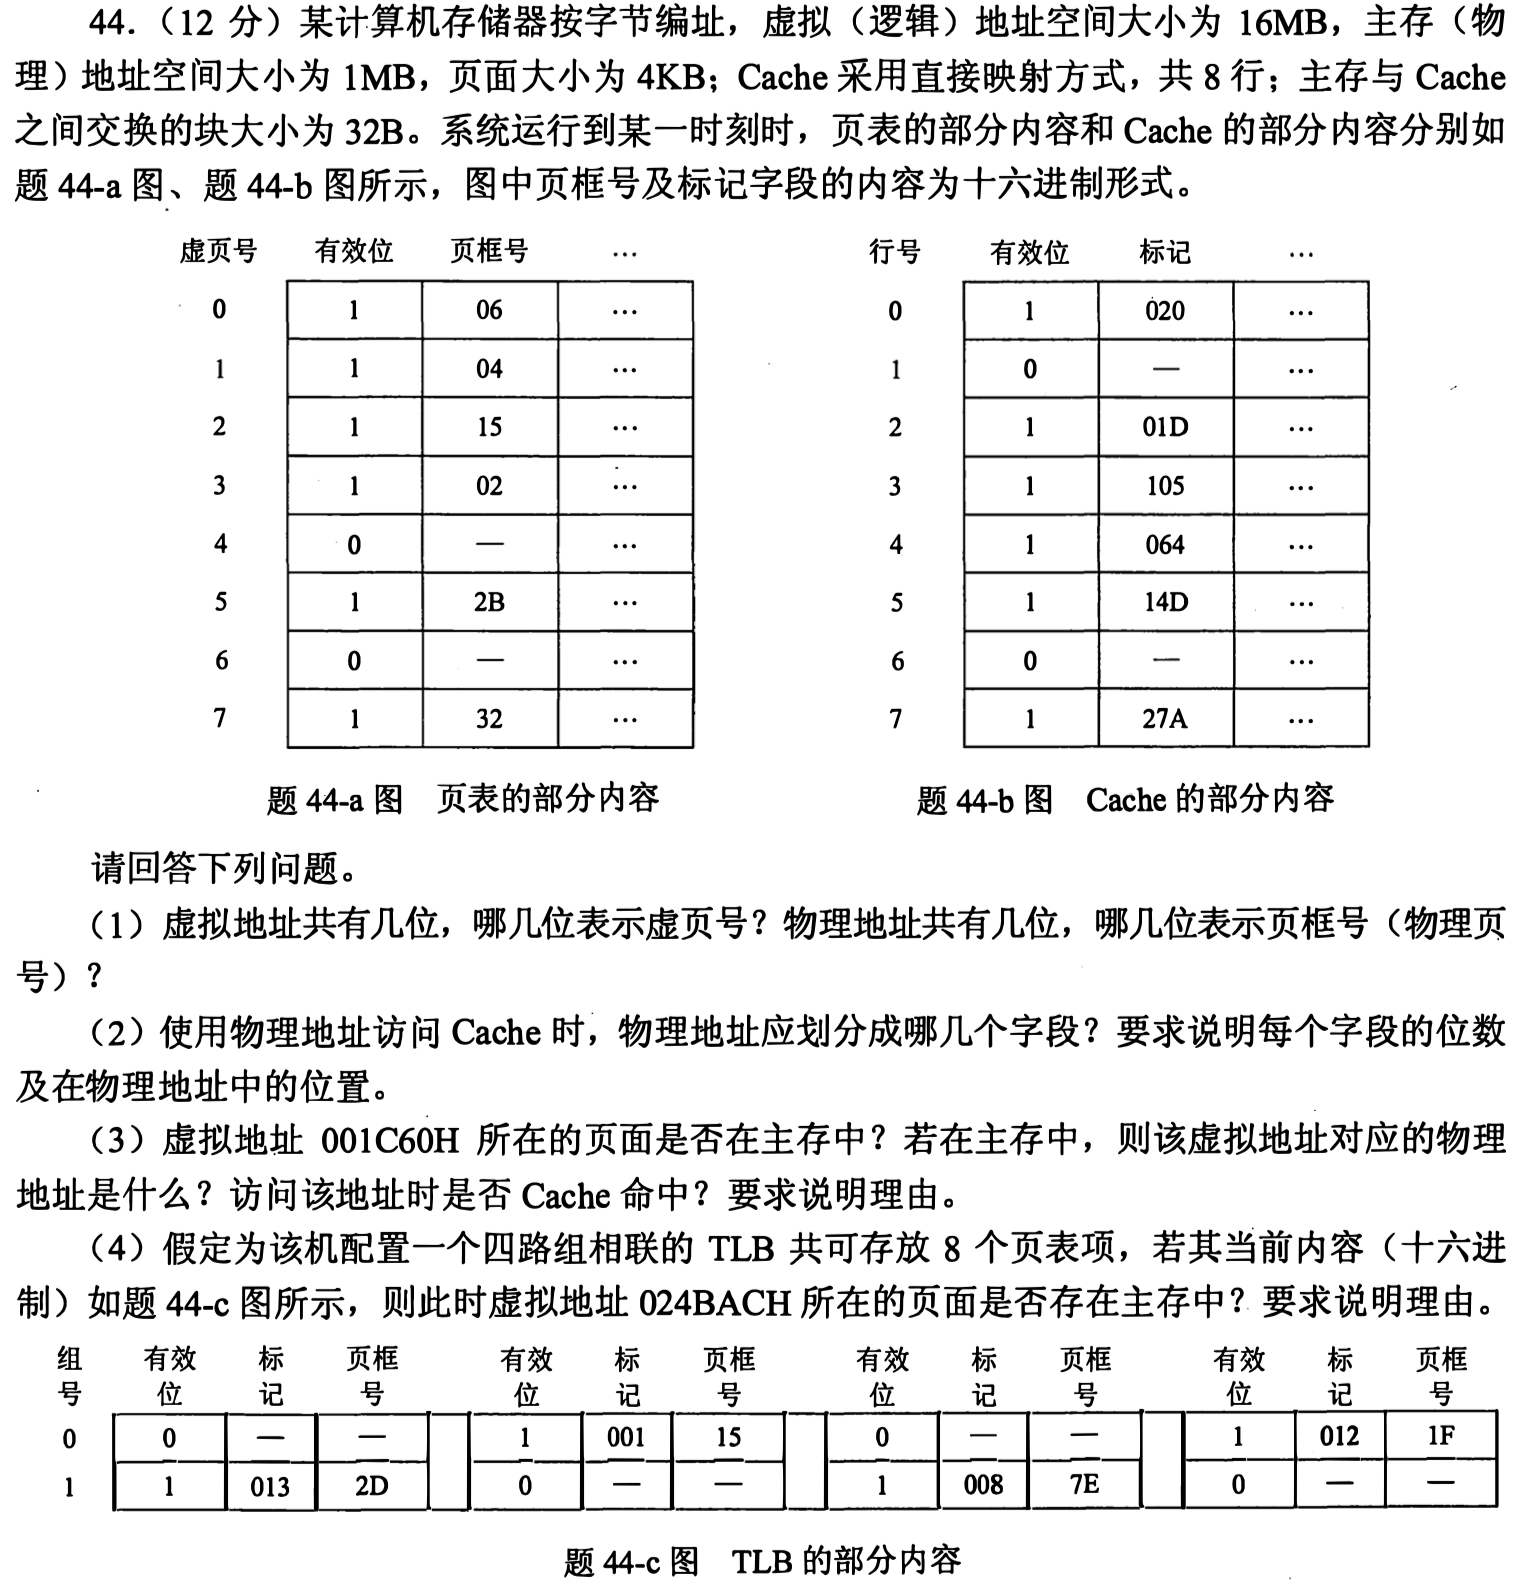 44.（12 分）某计算机存储器按字节编址，虚拟（逻辑）地址空间大小为 16MB，主存（物
理）地址空间大小为 1MB，页面大小为 4KB；Cache 采用直接映射方式，共 8 行；主存与 Cache
之间交换的块大小为 32B。系统运行到某一时刻时，页表的部分内容和 Cache 的部分内容分别如
题 44-a 图、题 44-b 图所示，图中页框号及标记字段的内容为十六进制形式。
虚页号 有效位 页框号 … 行号 有效位 标记 …
0 1 06 … 0 1 020 …
1 1 04 … 1 0 — …
2 1 15 … 2 1 01D …
3 1 02 … 3 1 105 …
4 0 — … 4 1 064 …
5 1 2B … 5 1 14D …
6 0 — … 6 0 — …
7 1 32 … 7 1 27A …
题 44-a 图 页表的部分内容 题 44-b 图 Cache 的部分内容
请回答下列问题。
（1）虚拟地址共有几位，哪几位表示虚页号？物理地址共有几位，哪几位表示页框号（物理页
号）？
（2）使用物理地址访问 Cache 时，物理地址应划分成哪几个字段？要求说明每个字段的位数
及在物理地址中的位置。
（3）虚拟地址 001C60H 所在的页面是否在主存中？若在主存中，则该虚拟地址对应的物理
地址是什么？访问该地址时是否 Cache 命中？要求说明理由。
（4）假定为该机配置一个四路组相联的 TLB 共可存放 8 个页表项，若其当前内容（十六进
制）如题 44-c 图所示，则此时虚拟地址 024BACH 所在的页面是否存在主存中？要求说明理由。
组 有效 标 页框 有效 标 页框 有效 标 页框 有效 标 页框
号 位 记 号 位 记 号 位 记 号 位 记 号
0 0 — — 1 001 15 0 — — 1 012 1F
1 1 013 2D 0 — — 1 008 7E 0 — —
题 44-c 图 TLB 的部分内容